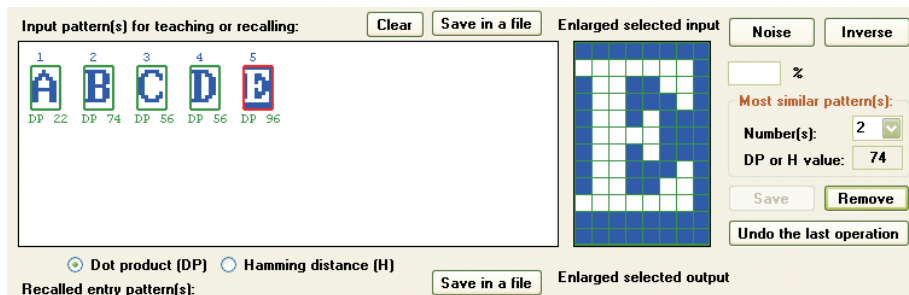 Input pattern(s) for teaching or recalling:
Clear
Save in a file
Enlarged selected input
Noise
Inverse
1 2 3 4 5
A B C D E
DP 22 DP 74 DP 56 DP 56 DP 96
%
Most similar pattern(s):
Number(s): 2
DP or H value: 74
Save
Remove
Undo the last operation
Dot product (DP) Hamming distance (H)
Save in a file
Enlarged selected output
Recalled entry pattern(s):